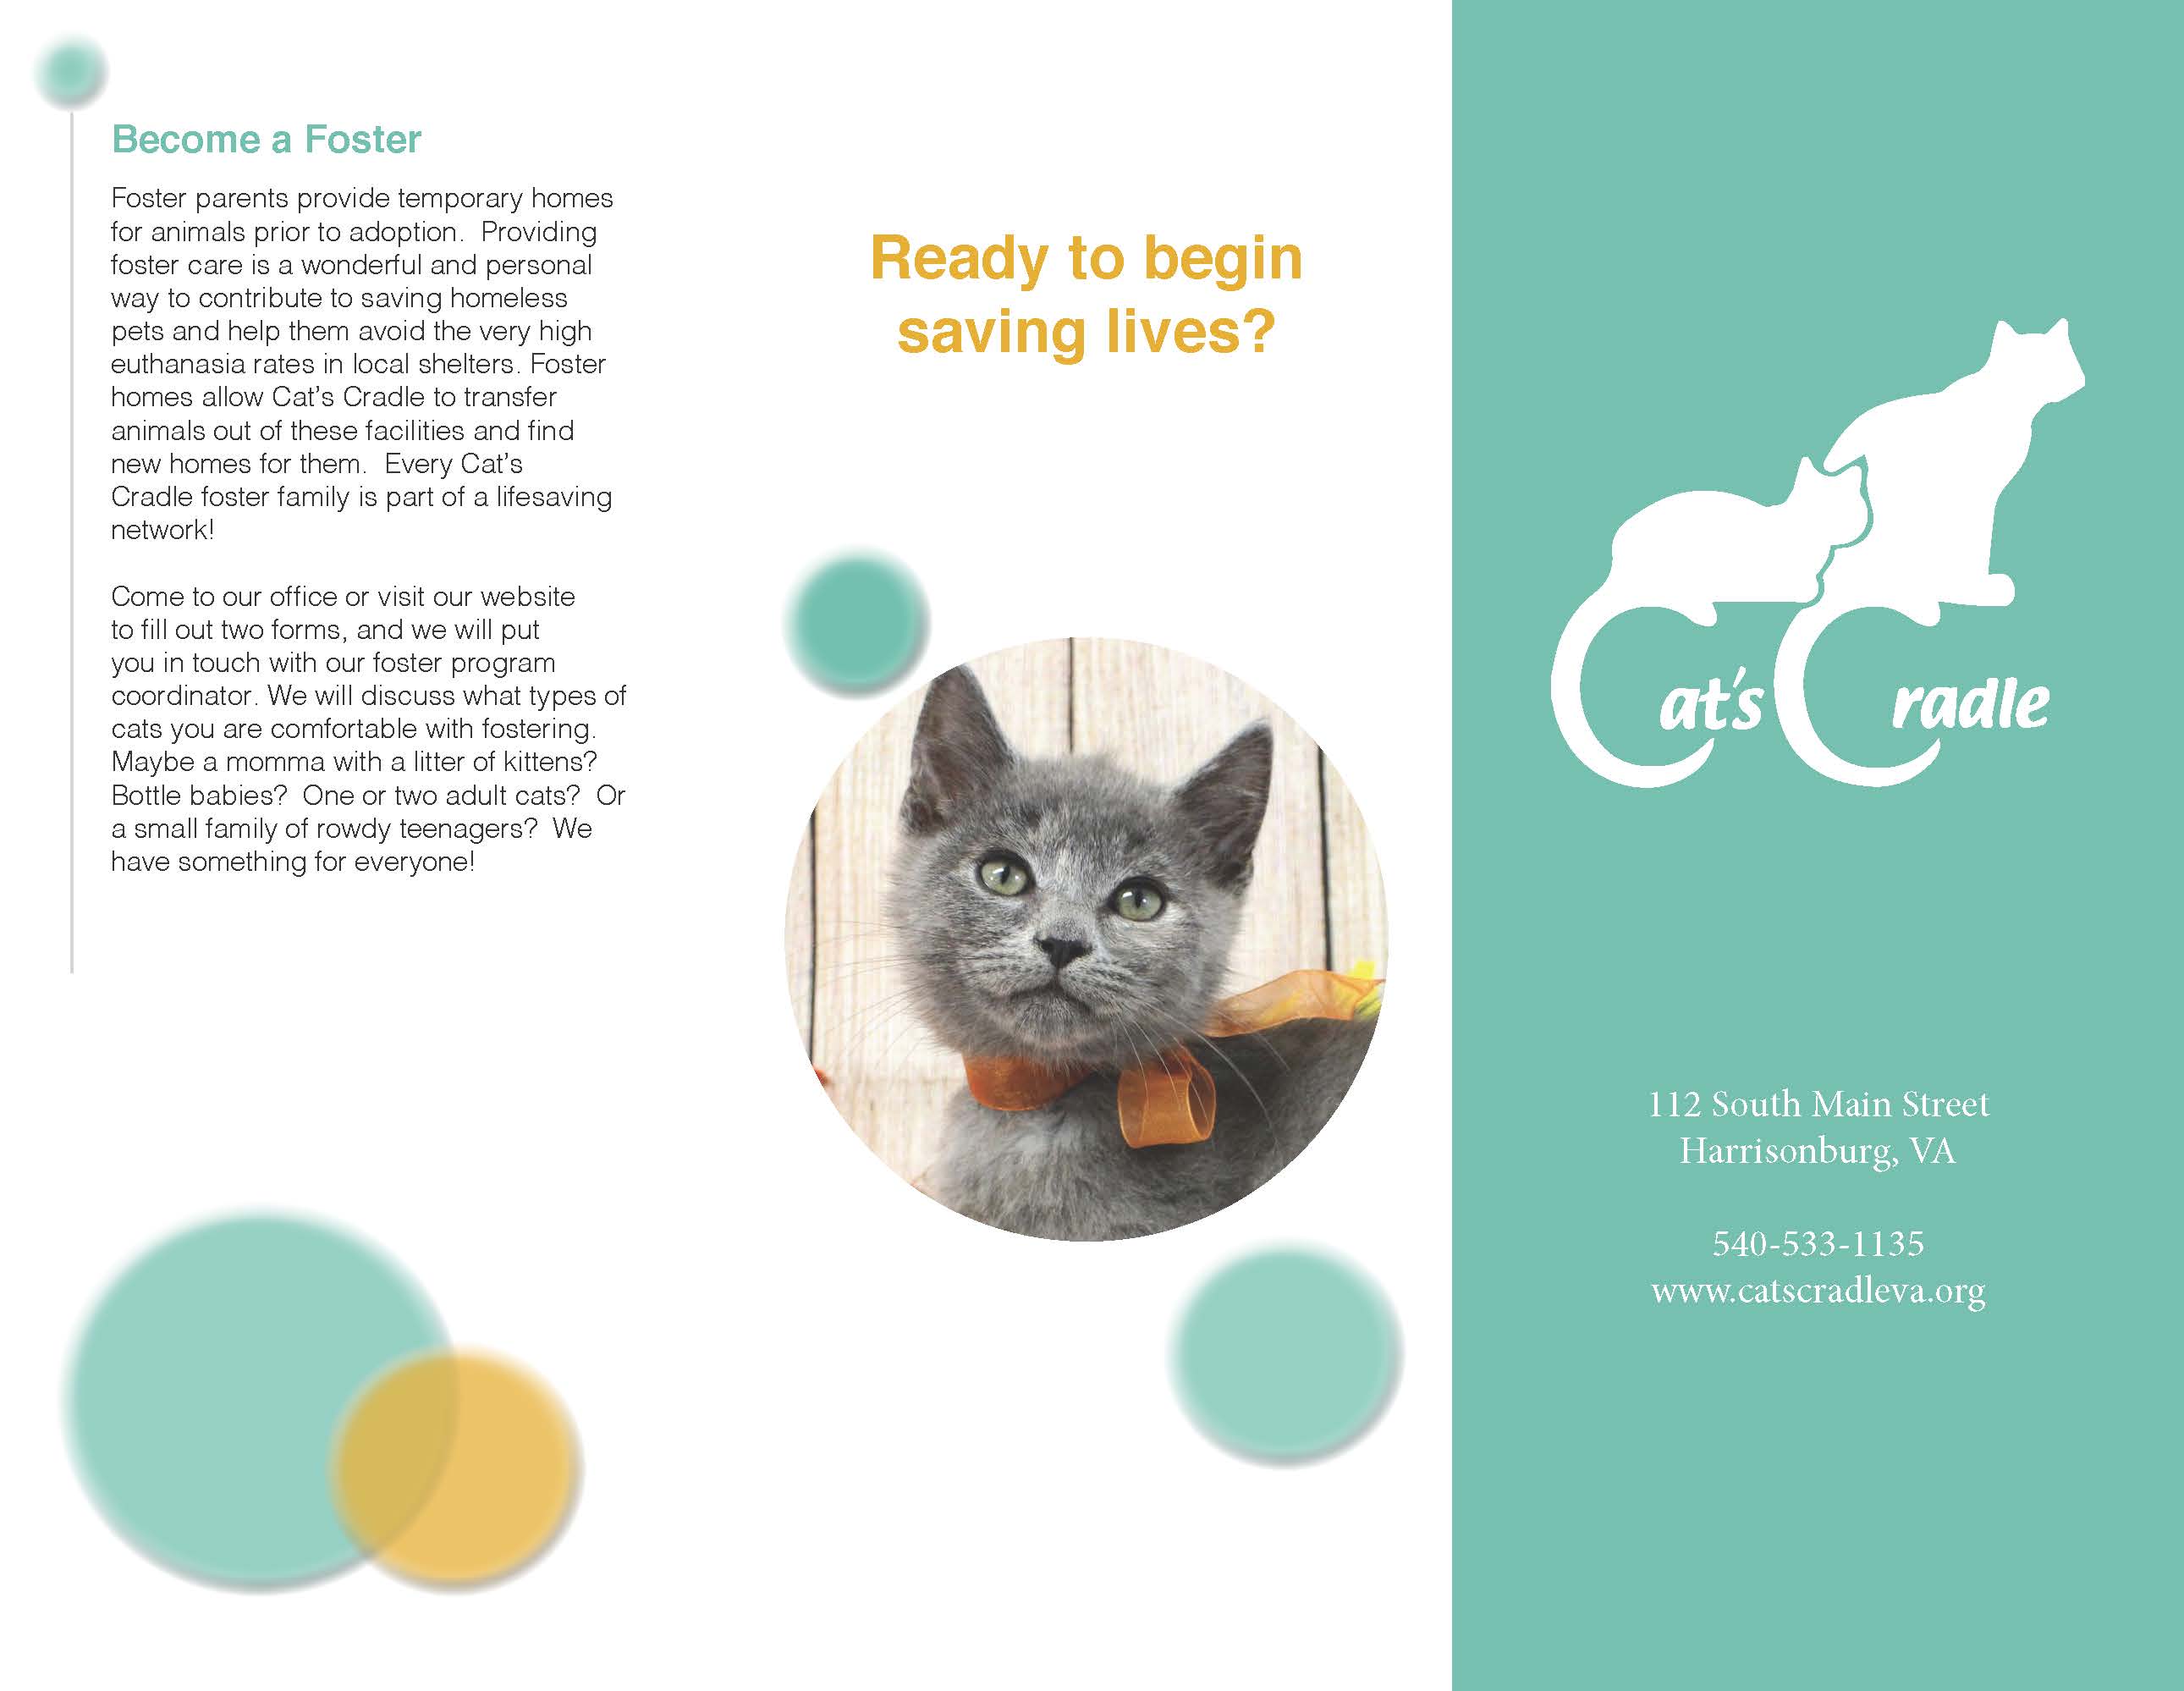 Become a Foster
Foster parents provide temporary homes
for animals prior to adoption.  Providing
foster care is a wonderful and personal
way to contribute to saving homeless
pets and help them avoid the very high
euthanasia rates in local shelters. Foster
homes allow Cat's Cradle to transfer
animals out of these facilities and find
new homes for them.  Every Cat's
Cradle foster family is part of a lifesaving
network!
Come to our office or visit our website
to fill out two forms, and we will put
you in touch with our foster program
coordinator. We will discuss what types of
cats you are comfortable with fostering.
Maybe a momma with a litter of kittens?
Bottle babies?  One or two adult cats?  Or
a small family of rowdy teenagers?  We
have something for everyone!
Ready to begin
saving lives?
Cat's Cradle
112 South Main Street
Harrisonburg, VA
540-533-1135
www.catscradleva.org